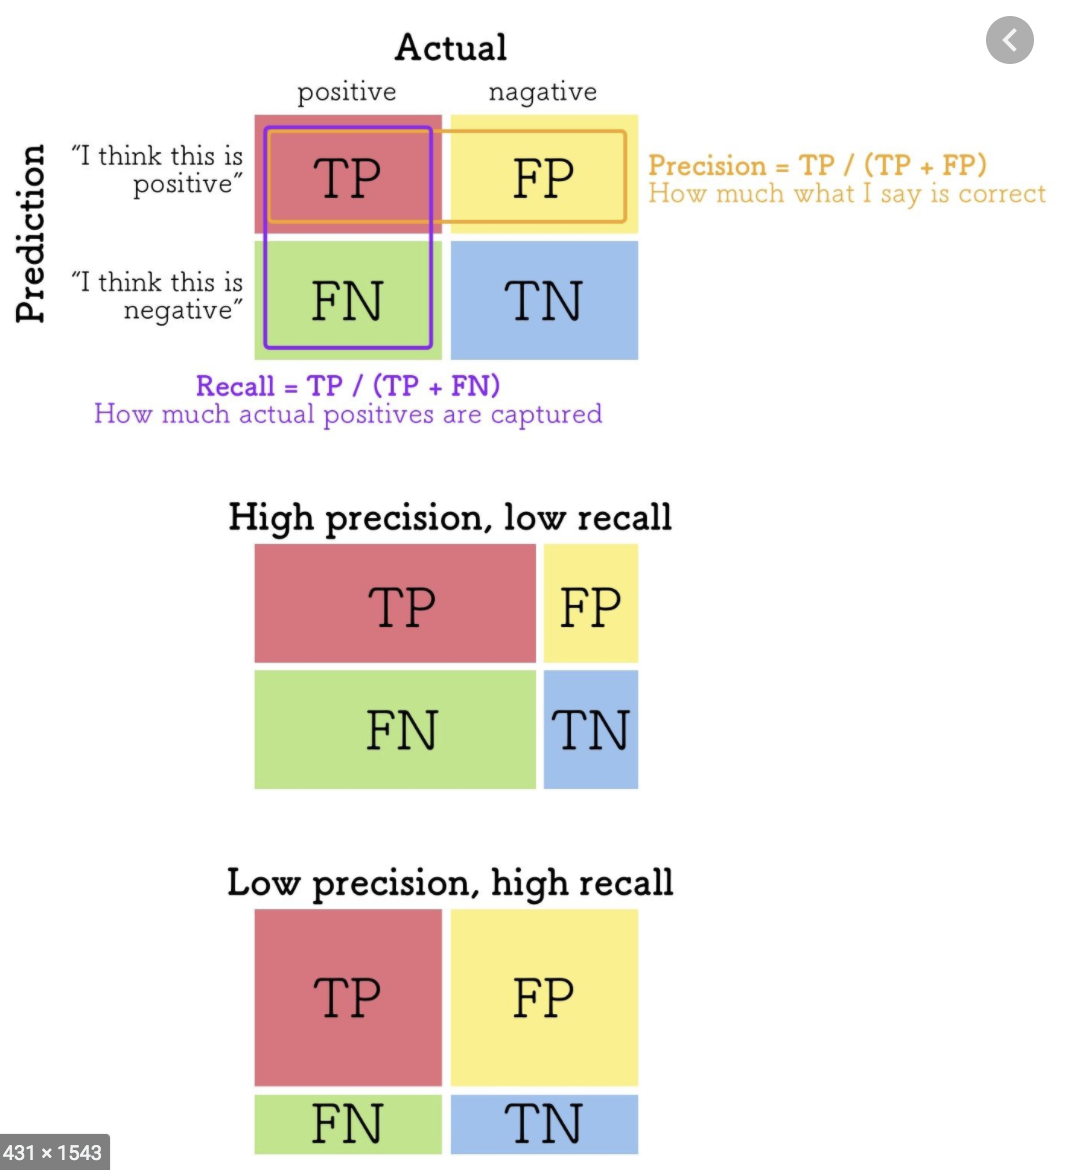 Actual
positive nagative
Prediction
"I think this is
positive"
TP FP
Precision = TP / (TP + FP)
How much what I say is correct
"I think this is
negative"
FN TN
Recall = TP / (TP + FN)
How much actual positives are captured
High precision, low recall
TP FP
FN TN
Low precision, high recall
TP FP
FN TN
431 × 1543